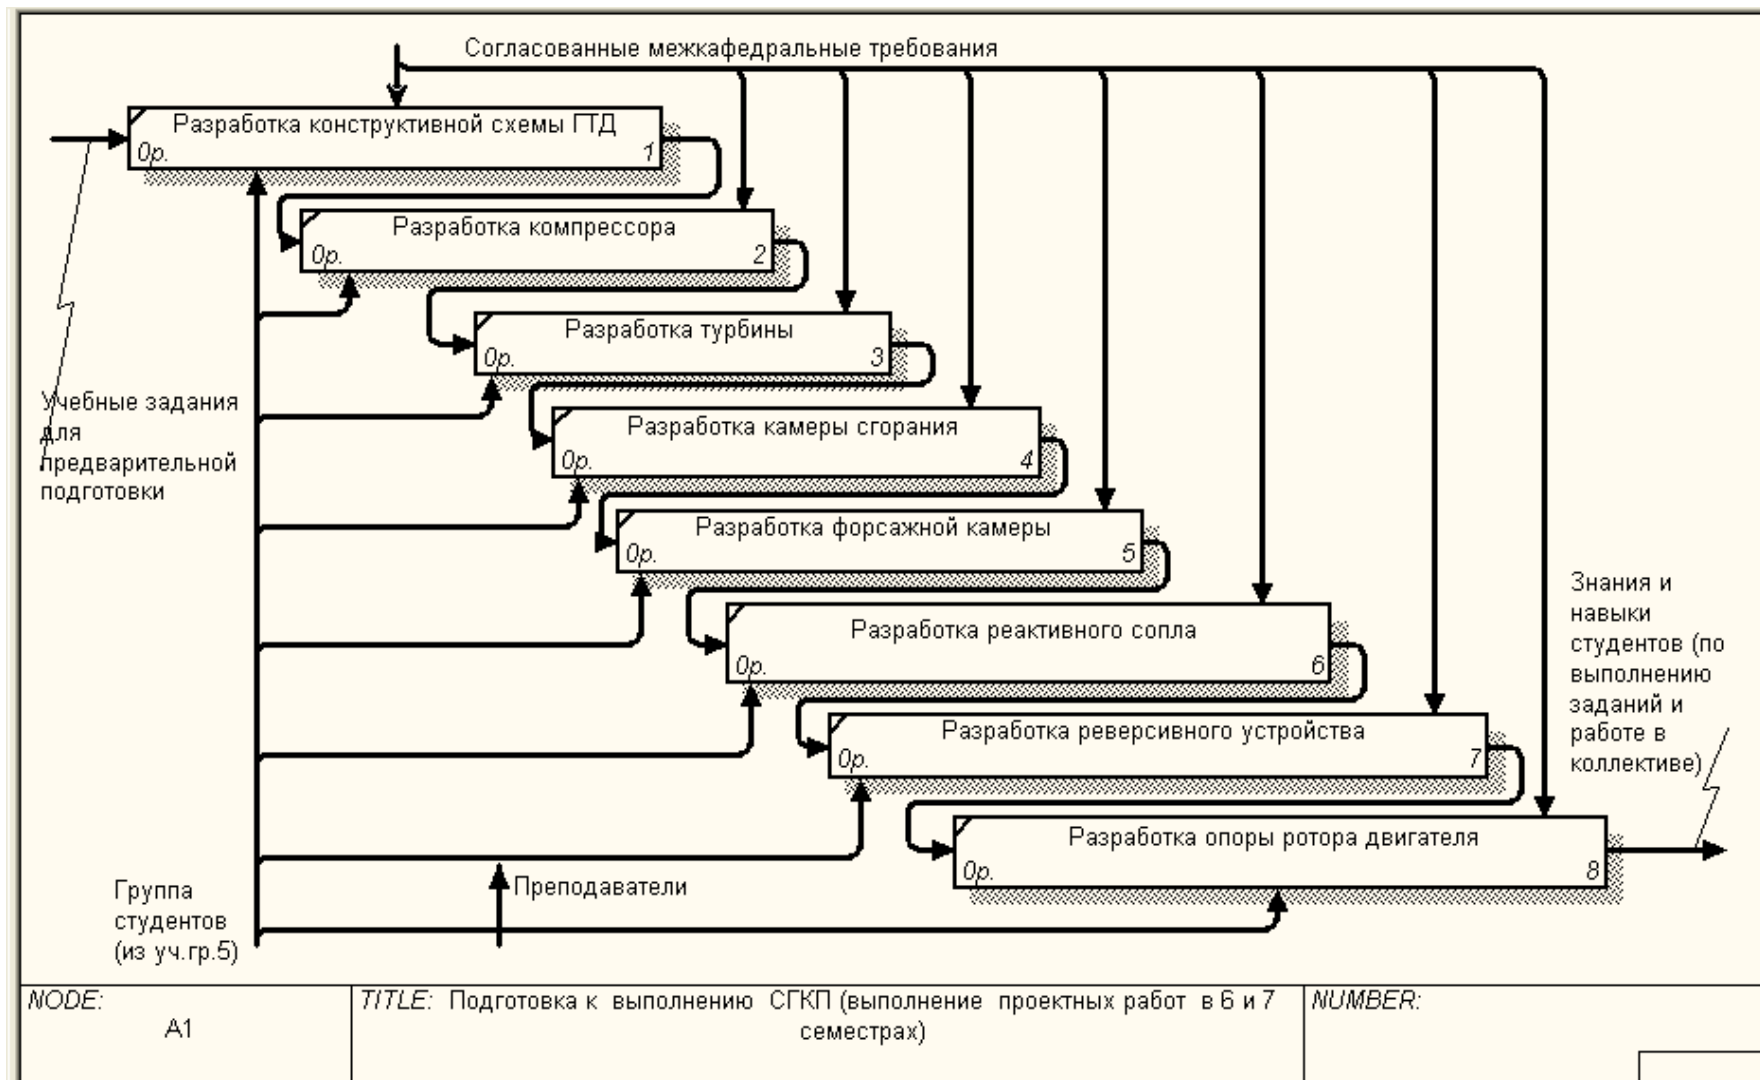 Согласованные межкафедральные требования
Разработка конструктивной схемы ГТД
0р. 1
Разработка компрессора
0р. 2
Разработка турбины
0р. 3
Учебные задания
для
предварительной
подготовки
Разработка камеры сгорания
0р. 4
Разработка форсажной камеры
0р. 5
Знания и
навыки
студентов (по
выполнению
заданий и
работе в
коллективе)
Разработка реактивного сопла
0р. 6
Разработка реверсивного устройства
0р. 7
Разработка опоры ротора двигателя
0р. 8
Преподаватели
Группа
студентов
(из уч.гр.5)
NODE:
A1
TITLE: Подготовка к выполнению СГКП (выполнение проектных работ в 6 и 7
семестрах)
NUMBER: